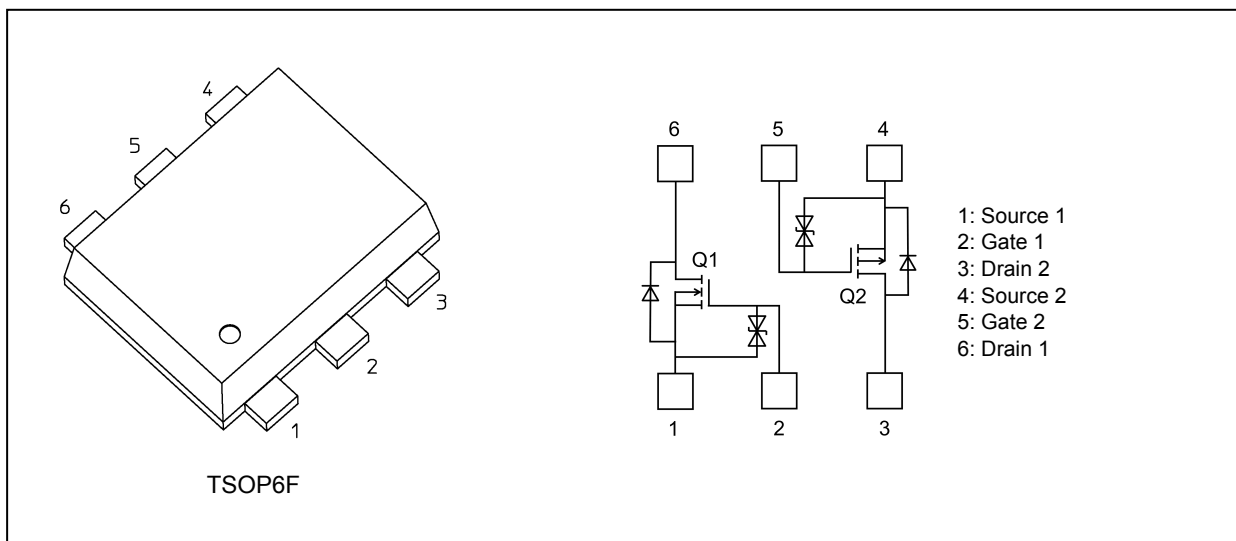 4
5
6
3
2
1
TSOP6F
6 5 4
Q1
Q2
1 2 3
1: Source 1
2: Gate 1
3: Drain 2
4: Source 2
5: Gate 2
6: Drain 1